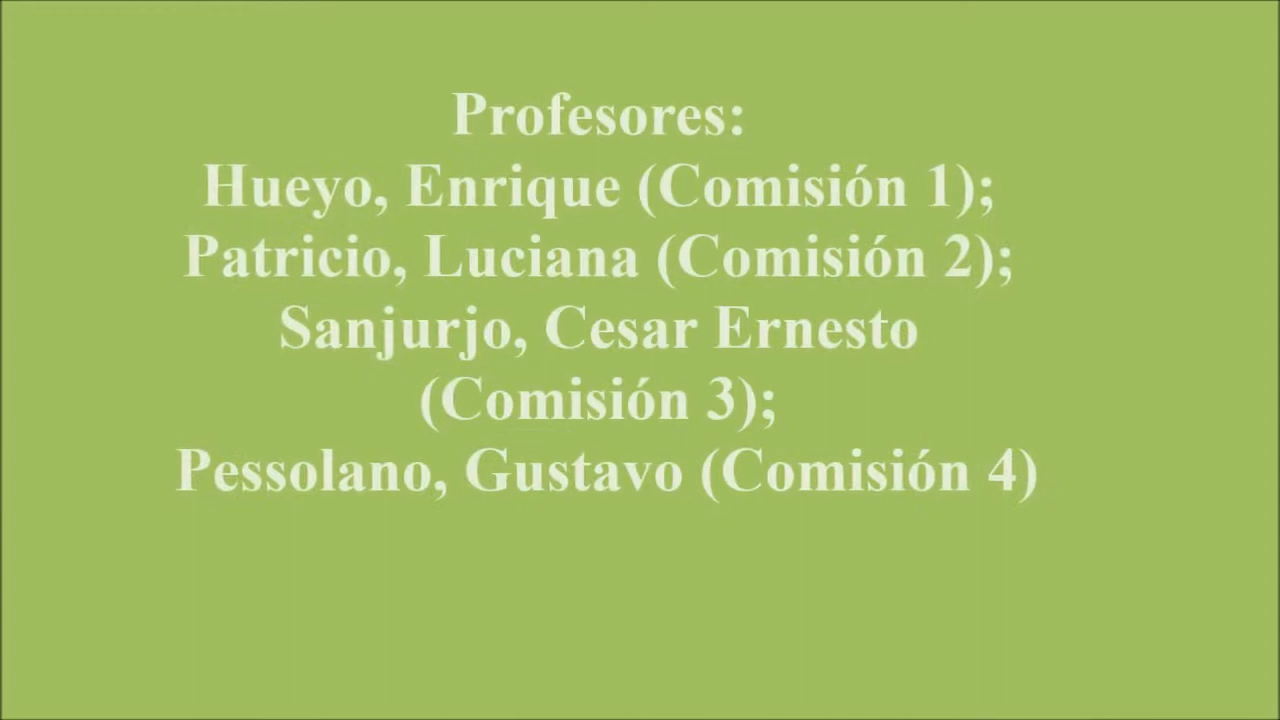 Profesores:
Hueyo, Enrique (Comisión 1);
Patricio, Luciana (Comisión 2);
Sanjurjo, Cesar Ernesto
(Comisión 3);
Pessolano, Gustavo (Comisión 4)